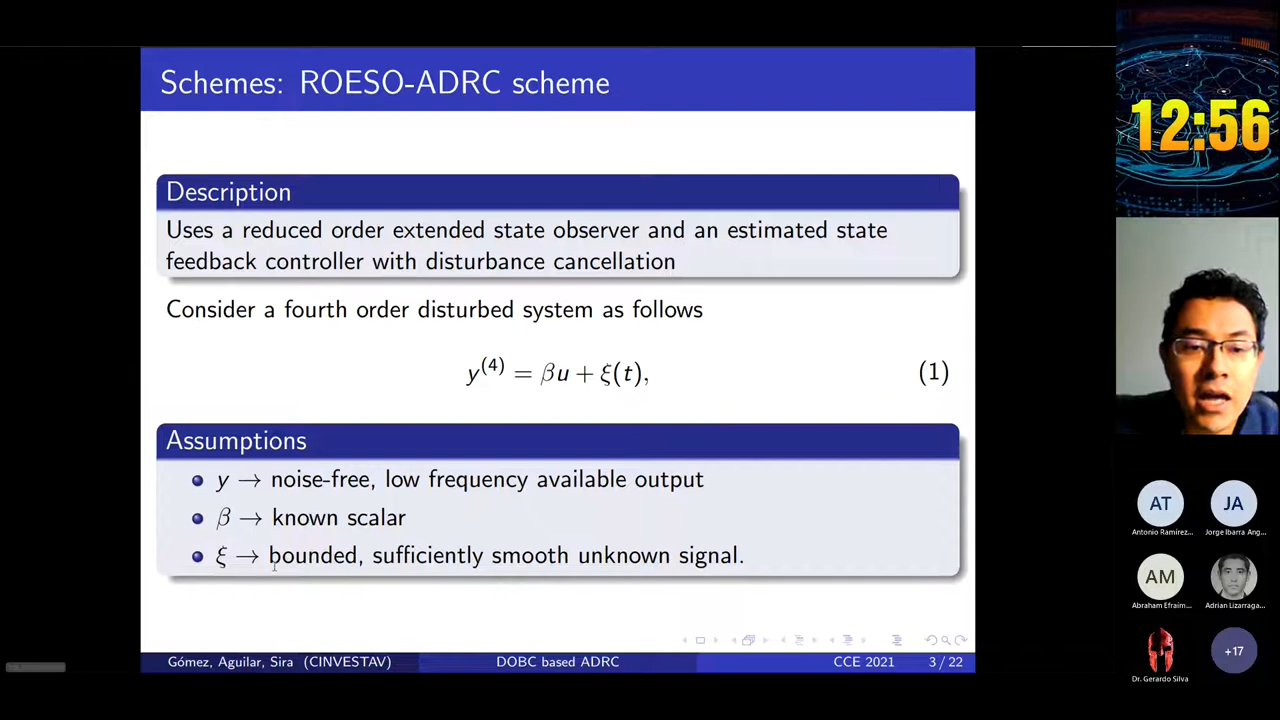 Schemes: ROESO-ADRC scheme
Description
Uses a reduced order extended state observer and an estimated state
feedback controller with disturbance cancellation
Consider a fourth order disturbed system as follows
y⁽⁴⁾ = βu + ξ(t), (1)
Assumptions
y → noise-free, low frequency available output
β → known scalar
ξ → bounded, sufficiently smooth unknown signal.
Gómez, Aguilar, Sira (CINVESTAV) DOBC based ADRC CCE 2021 3 / 22
12:56
AT JA
Antonio Ramirez... Jorge Ibarra Ang...
AM
Abraham Efraim... Adrian Lizarraga...
+17
Dr. Gerardo Silva